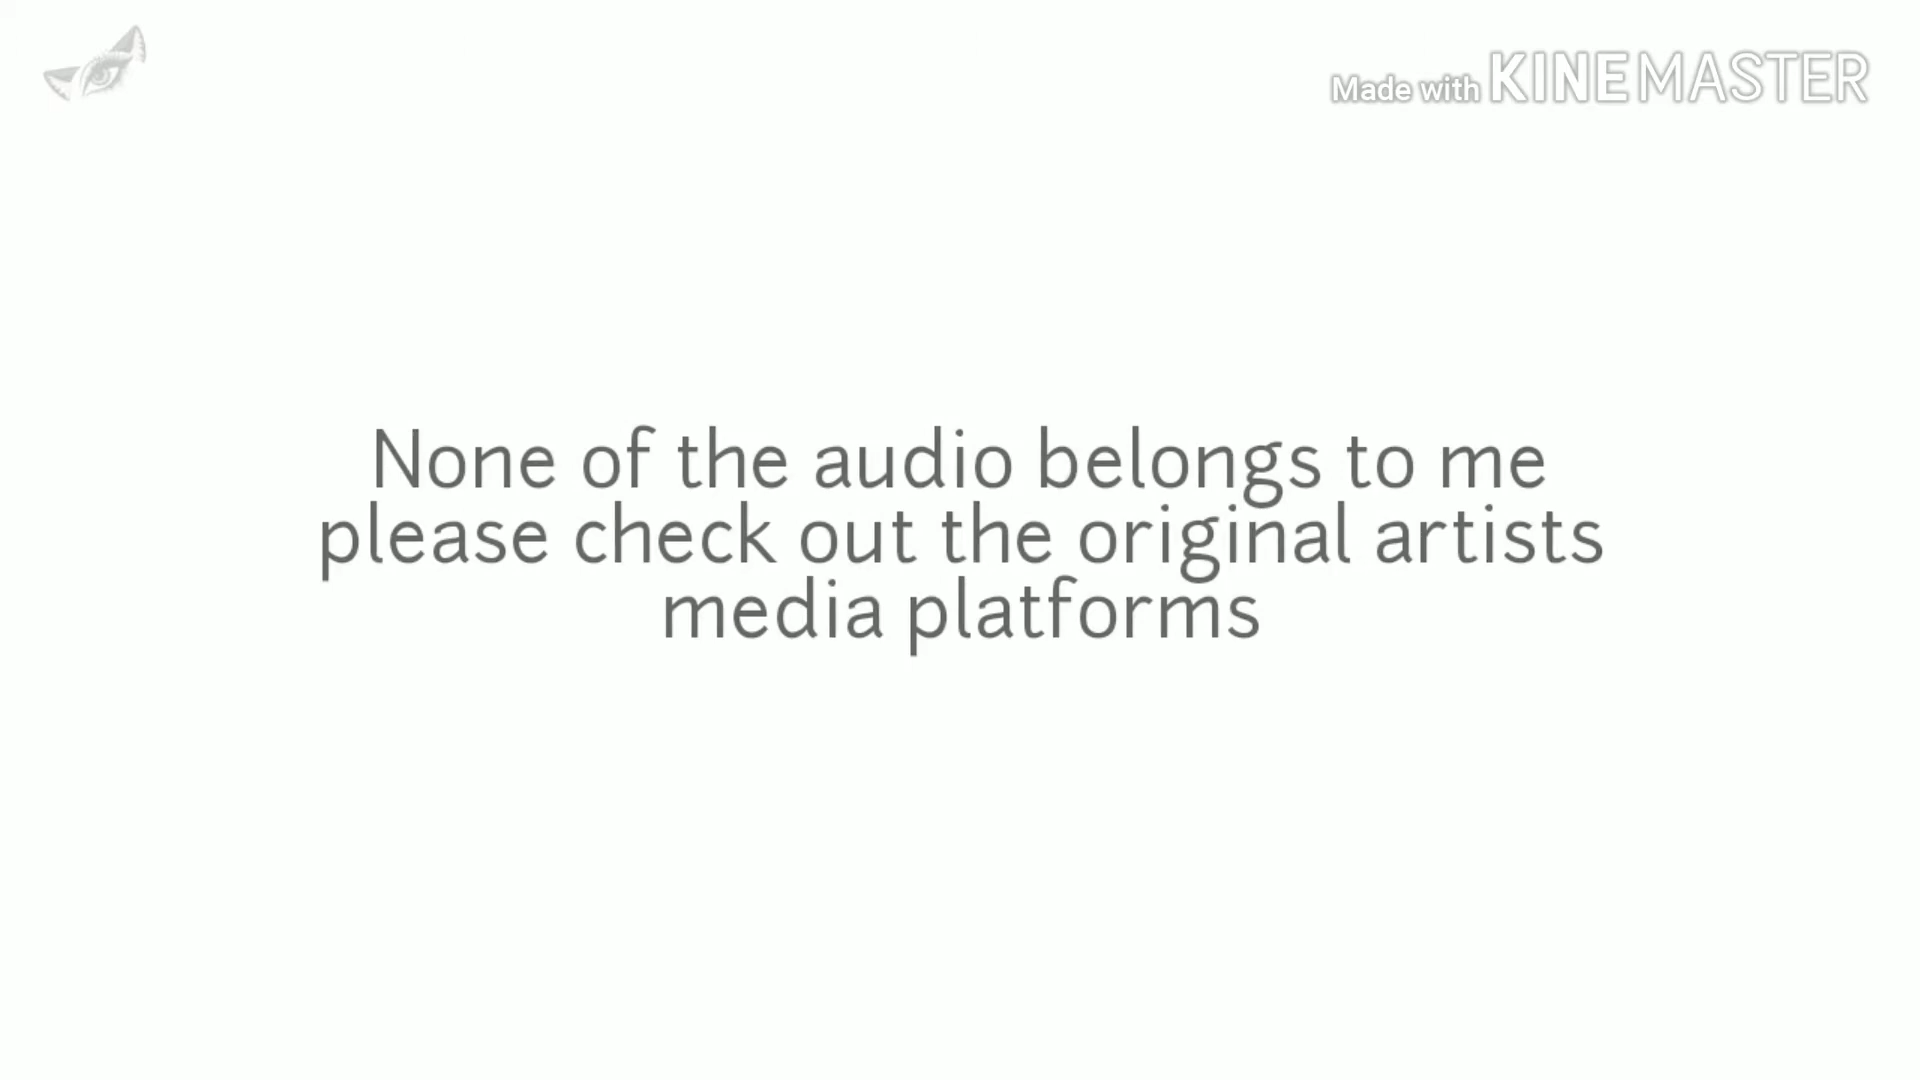 Made with KINEMASTER
None of the audio belongs to me
please check out the original artists
media platforms